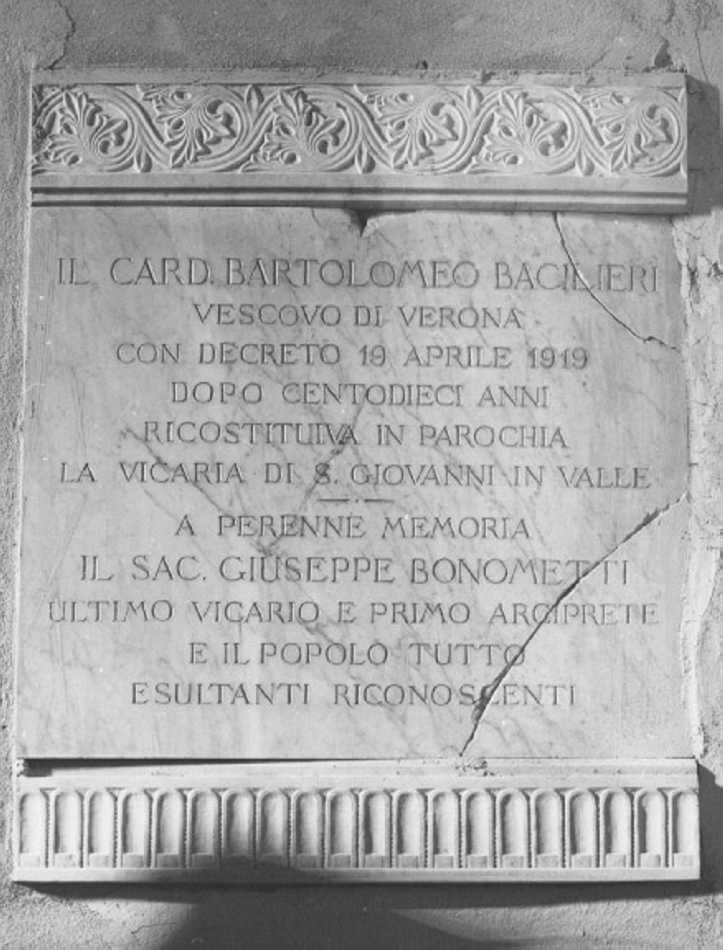 IL CARD. BARTOLOMEO BACILIERI
VESCOVO DI VERONA
CON DECRETO 19 APRILE 1919
DOPO CENTODIECI ANNI
RICOSTITUIVA IN PAROCHIA
LA VICARIA DI S. GIOVANNI IN VALLE
A PERENNE MEMORIA
IL SAC. GIUSEPPE BONOMETTI
ULTIMO VICARIO E PRIMO ARCIPRETE
E IL POPOLO TUTTO
ESULTANTI RICONOSCENTI